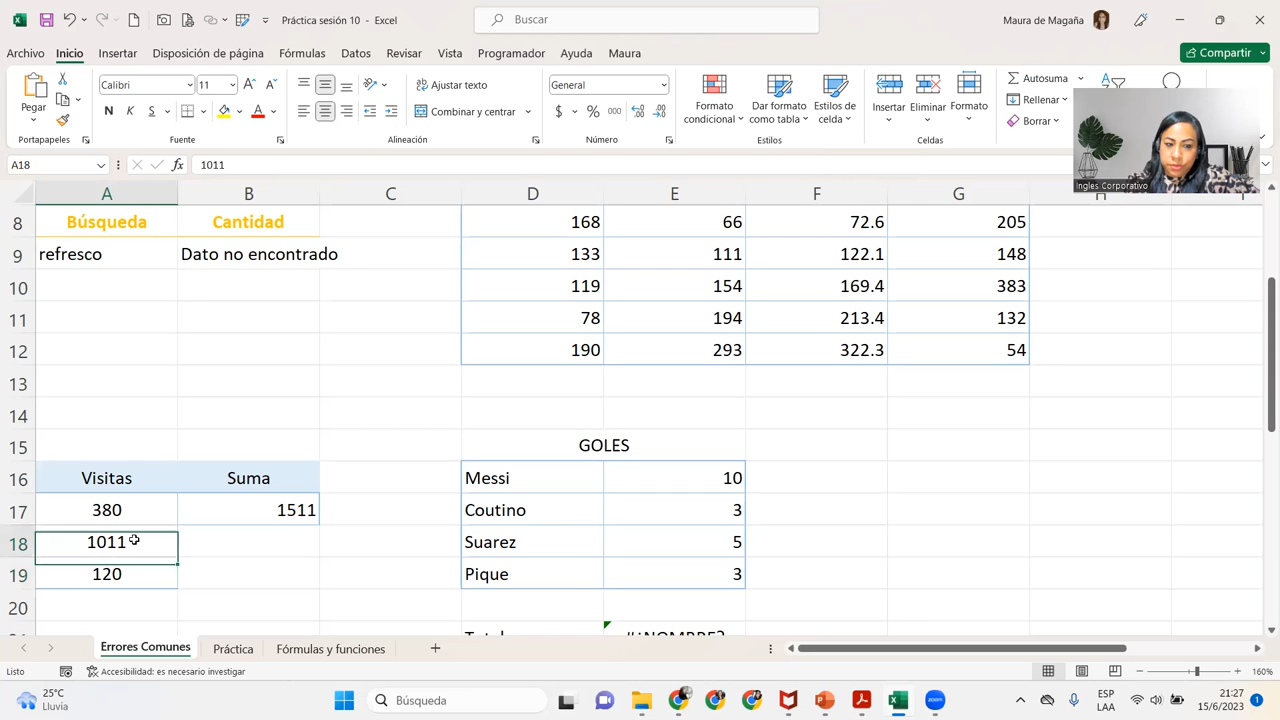 Práctica sesión 10 - Excel
Buscar
Maura de Magaña
Archivo Inicio Insertar Disposición de página Fórmulas Datos Revisar Vista Programador Ayuda Maura
Compartir
Pegar
Calibri 11
Ajustar texto
General
Formato condicional
Dar formato como tabla
Estilos de celda
Insertar Eliminar Formato
Autosuma
Rellenar
Borrar
N K S
Combinar y centrar
$ % 000
Portapapeles Fuente Alineación Número Estilos Celdas
A18 fx 1011
Ingles Corporativo
A B C D E F G
8 Búsqueda Cantidad 168 66 72.6 205
9 refresco Dato no encontrado 133 111 122.1 148
10 119 154 169.4 383
11 78 194 213.4 132
12 190 293 322.3 54
13
14
15 GOLES
16 Visitas Suma Messi 10
17 380 1511 Coutino 3
18 1011 Suarez 5
19 120 Pique 3
20
Errores Comunes Práctica Fórmulas y funciones
Listo Accesibilidad: es necesario investigar 160%
25°C
Lluvia
Búsqueda
ESP
LAA
21:27
15/6/2023